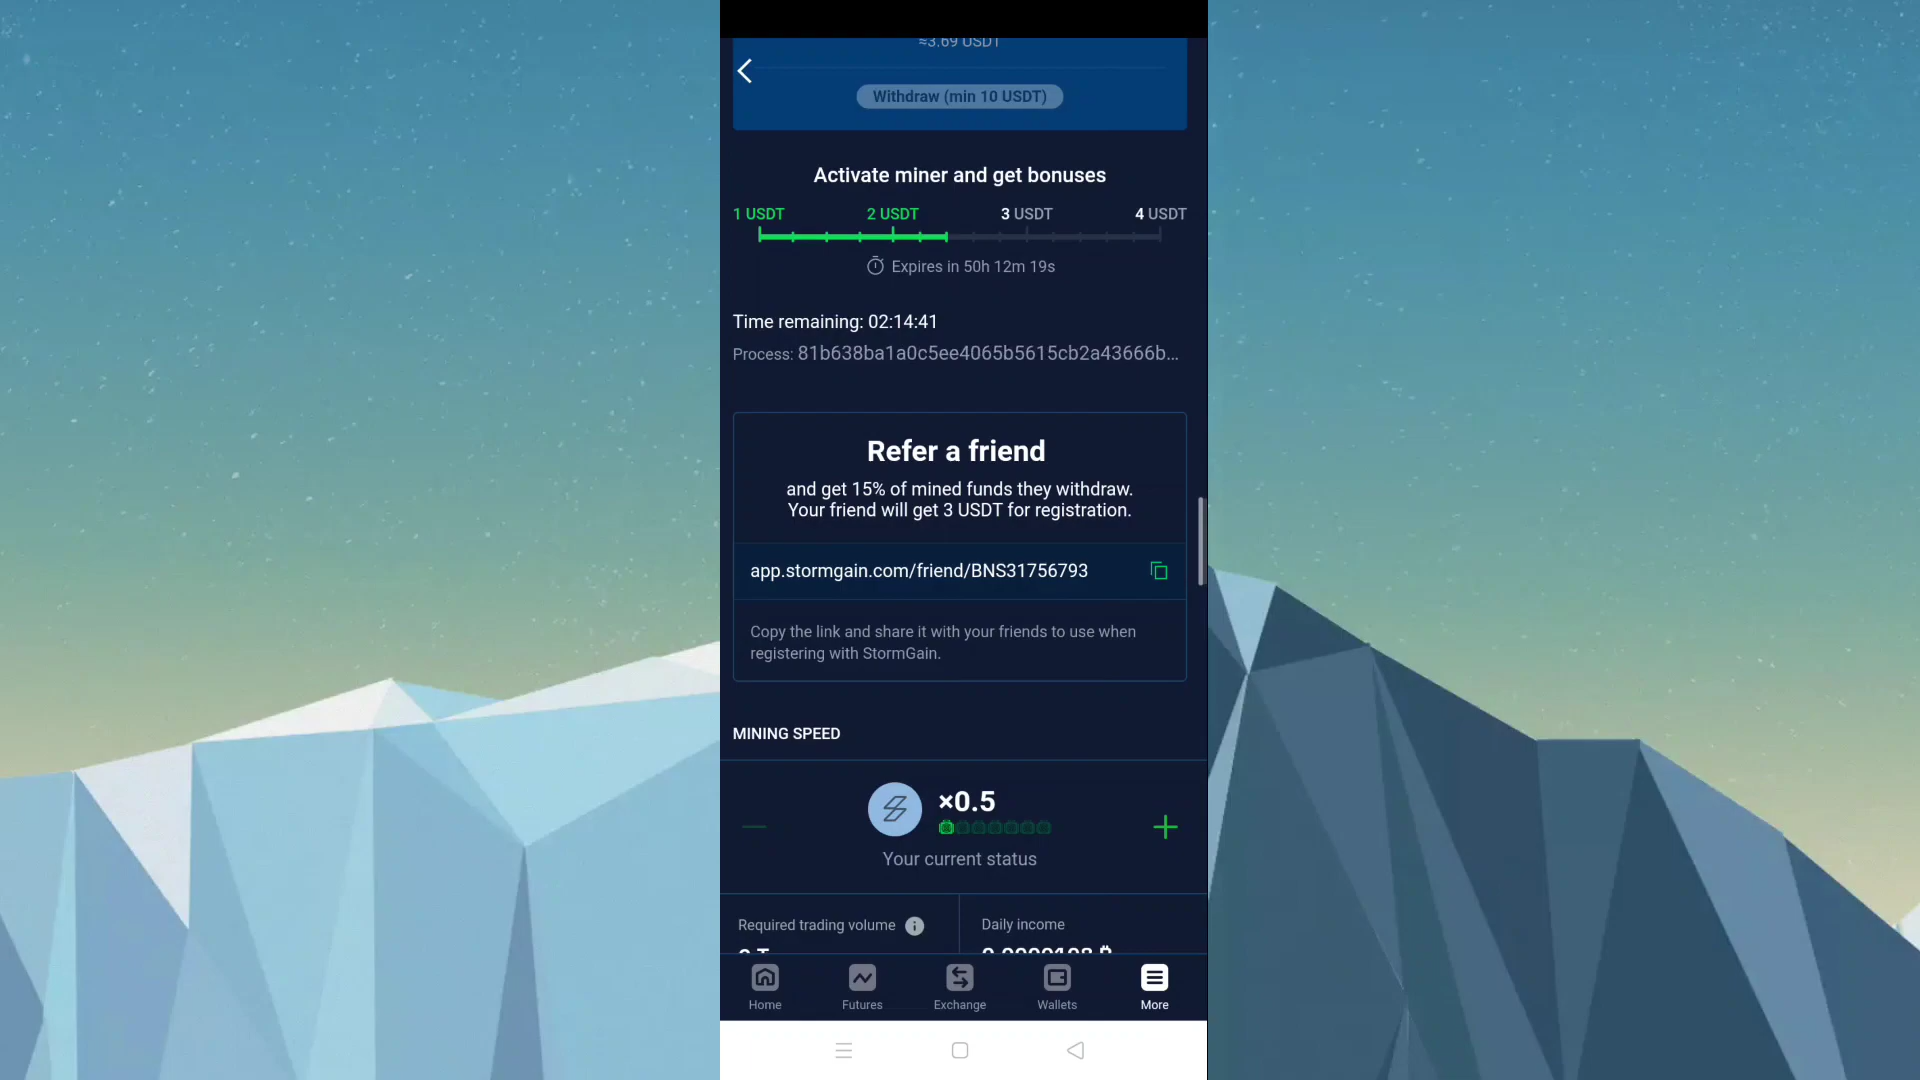 ≈3.69 USDT
Withdraw (min 10 USDT)
Activate miner and get bonuses
1 USDT 2 USDT 3 USDT 4 USDT
Expires in 50h 12m 19s
Time remaining: 02:14:41
Process: 81b638ba1a0c5ee4065b5615cb2a43666b...
Refer a friend
and get 15% of mined funds they withdraw.
Your friend will get 3 USDT for registration.
app.stormgain.com/friend/BNS31756793
Copy the link and share it with your friends to use when
registering with StormGain.
MINING SPEED
×0.5
Your current status
Required trading volume
Daily income
Home Futures Exchange Wallets More